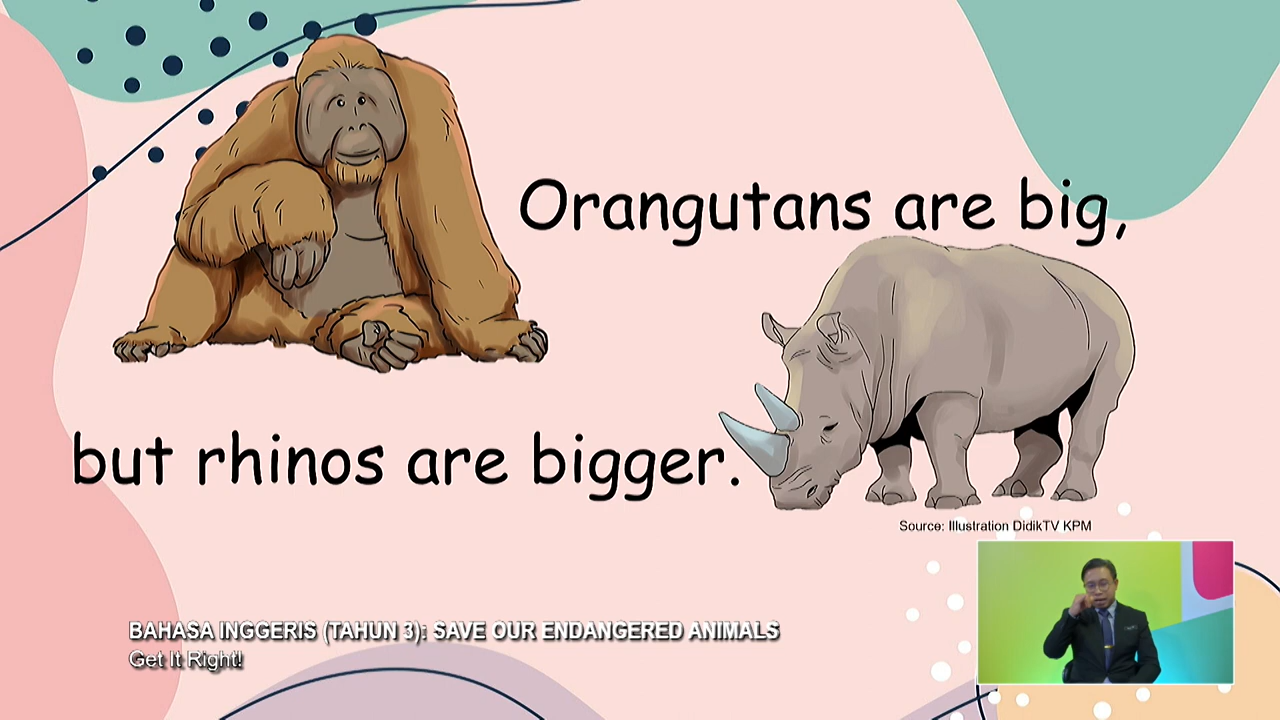 Orangutans are big,
but rhinos are bigger.
Source: Illustration DidikTV KPM
BAHASA INGGERIS (TAHUN 3): SAVE OUR ENDANGERED ANIMALS
Get It Right!